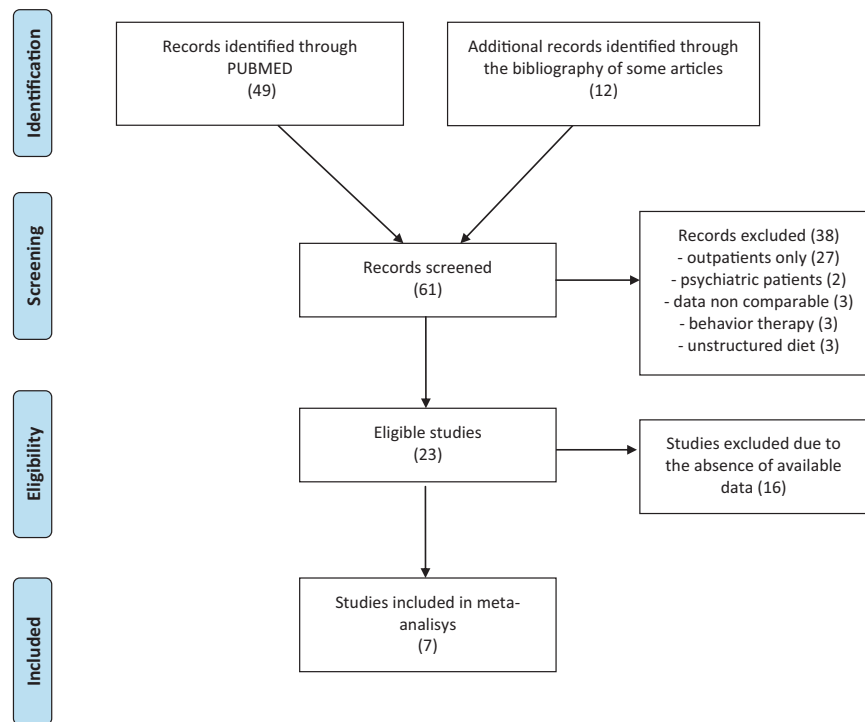 Identification
Records identified through
PUBMED
(49)
Additional records identified through
the bibliography of some articles
(12)
Screening
Records screened
(61)
Records excluded (38)
- outpatients only (27)
- psychiatric patients (2)
- data non comparable (3)
- behavior therapy (3)
- unstructured diet (3)
Eligibility
Eligible studies
(23)
Studies excluded due to
the absence of available
data (16)
Included
Studies included in meta-
analisys
(7)